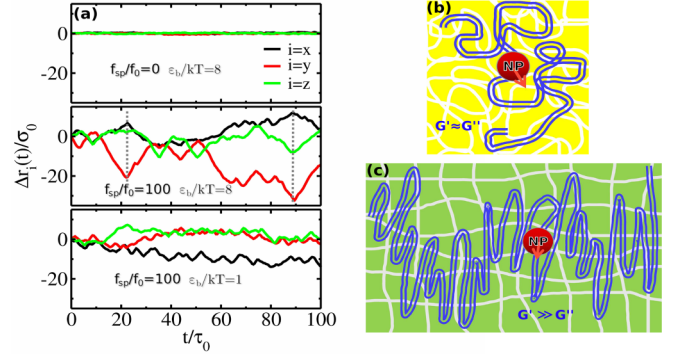 (a)
0
-20
f_sp/f_0=0 ε_b/kT=8
i=x
i=y
i=z
Δr_i(t)/σ_0
0
-20
f_sp/f_0=100 ε_b/kT=8
0
-20
f_sp/f_0=100 ε_b/kT=1
0 20 40 60 80 100
t/τ_0
(b)
NP
G'≈G''
(c)
NP
G' ≫ G''